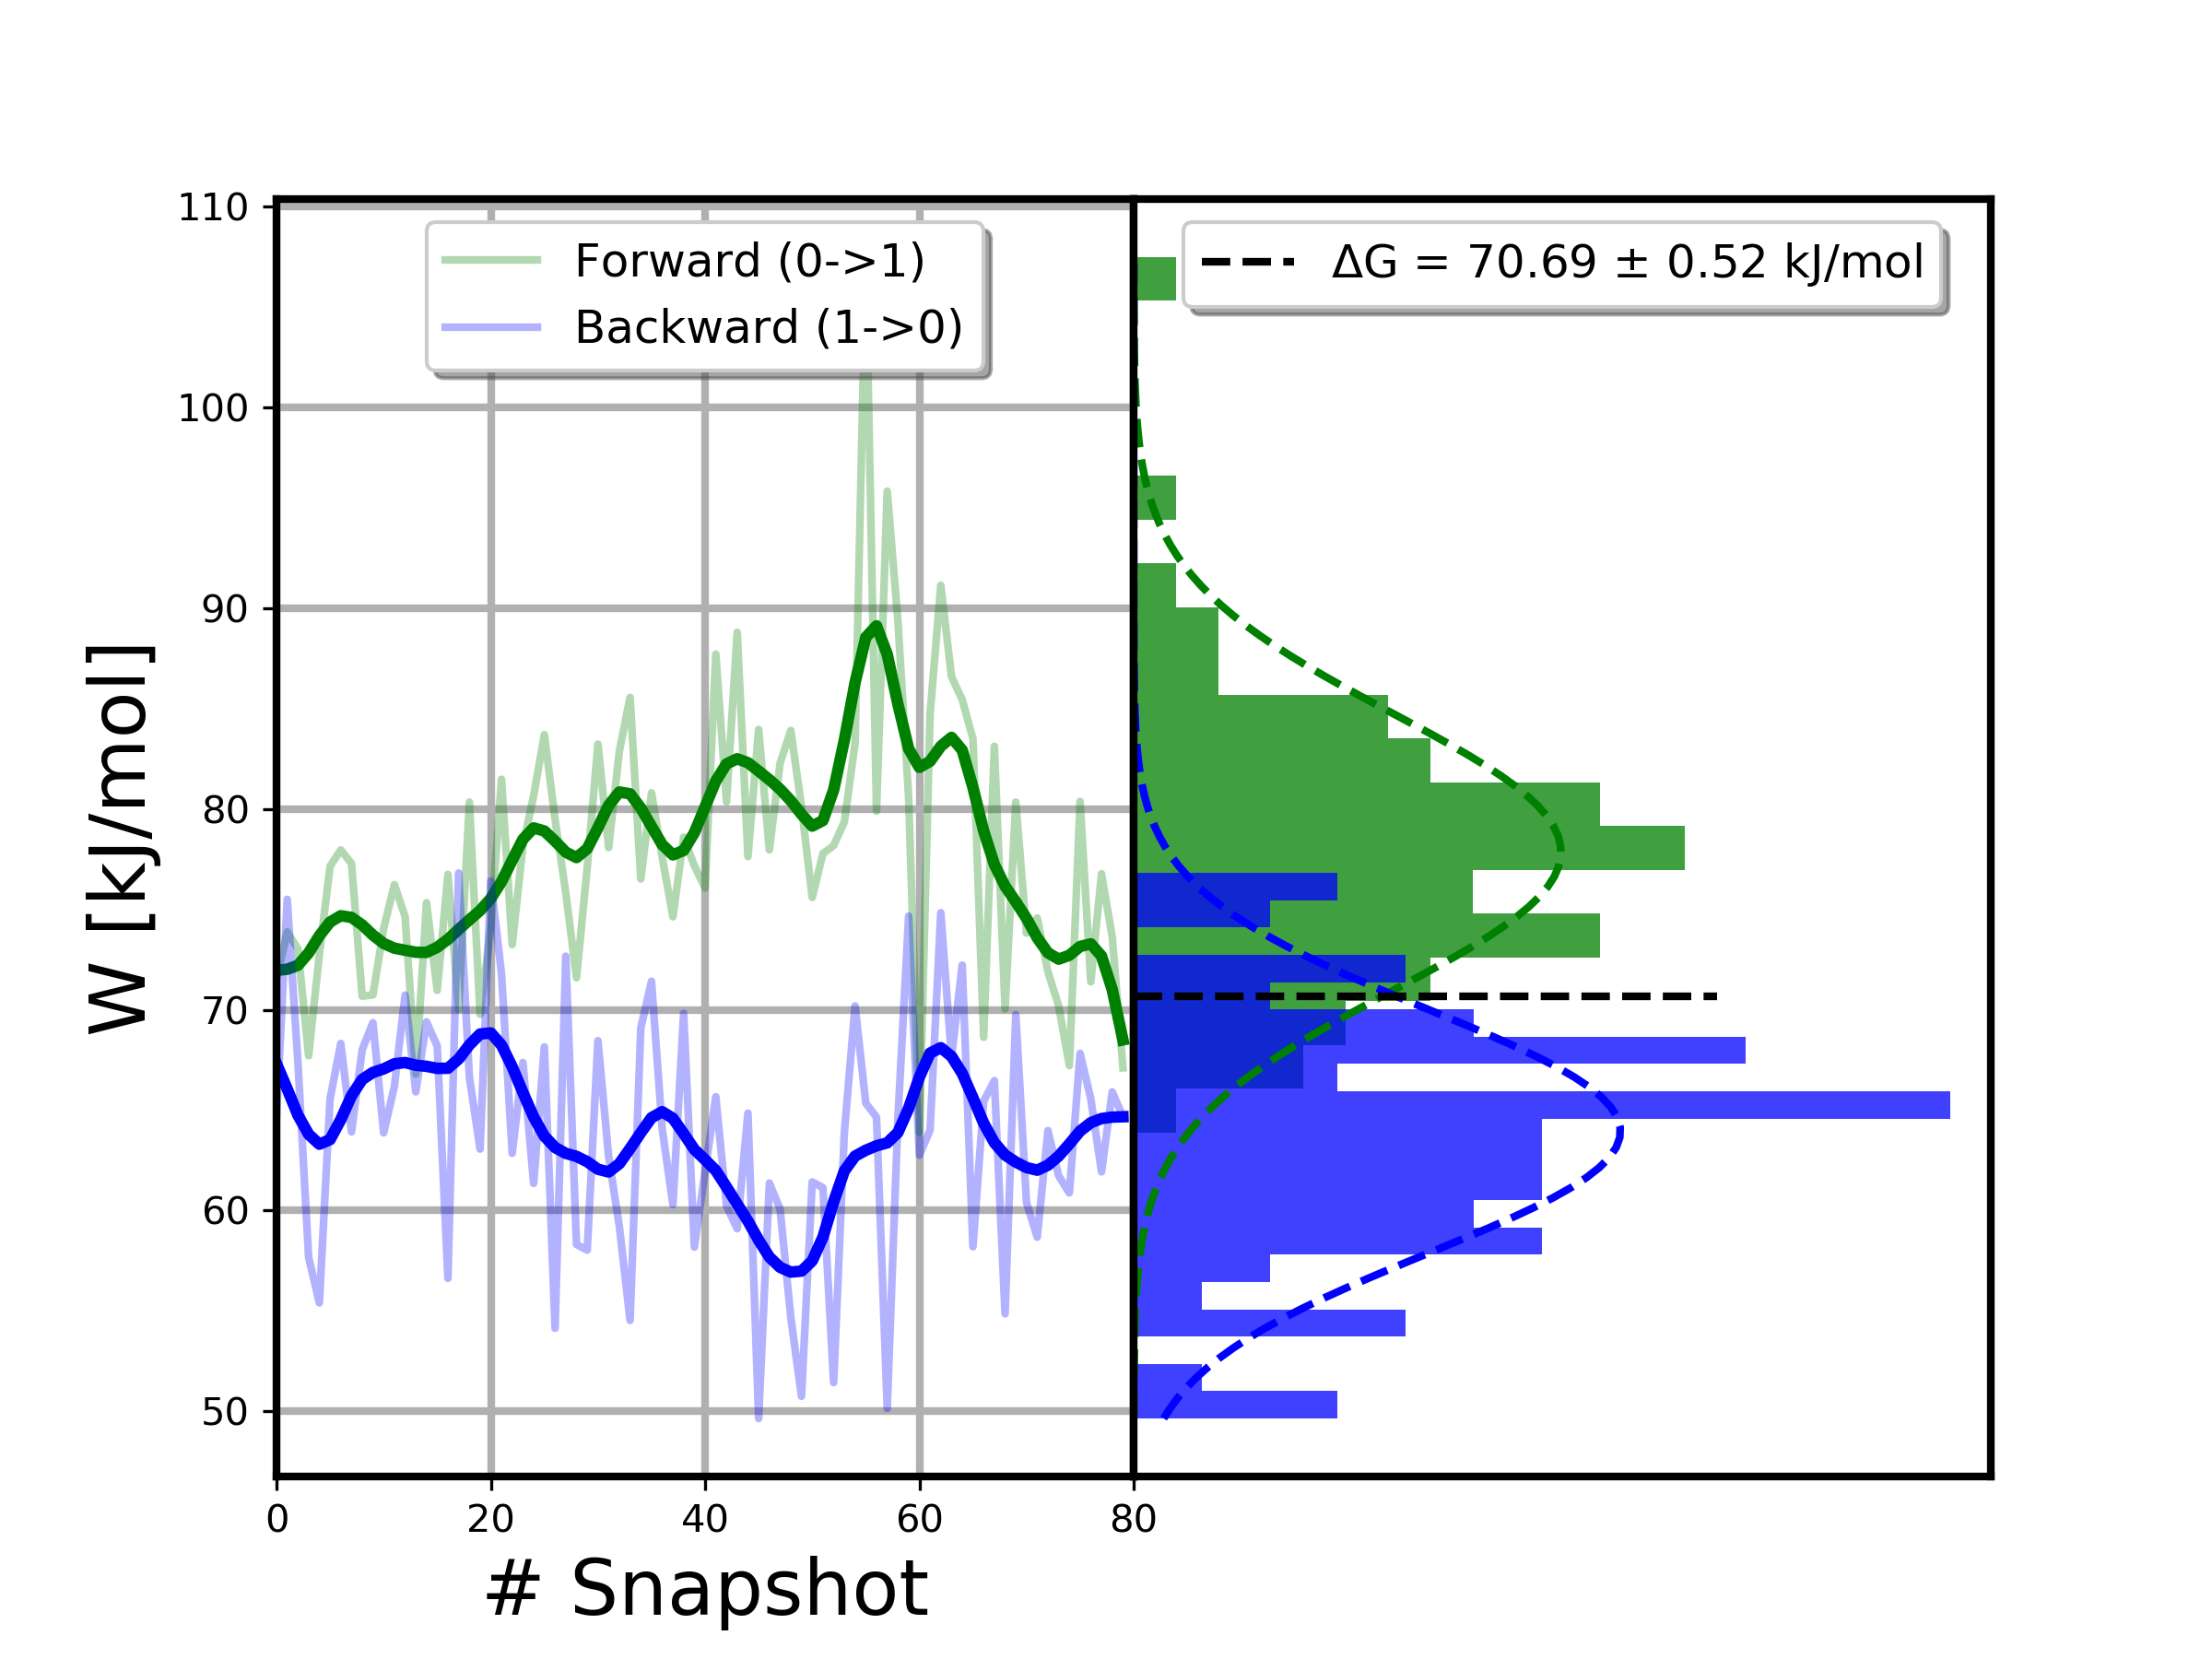 110
100
90
80
70
60
50
W [kJ/mol]
Forward (0->1)
Backward (1->0)
ΔG = 70.69 ± 0.52 kJ/mol
0 20 40 60 80
# Snapshot